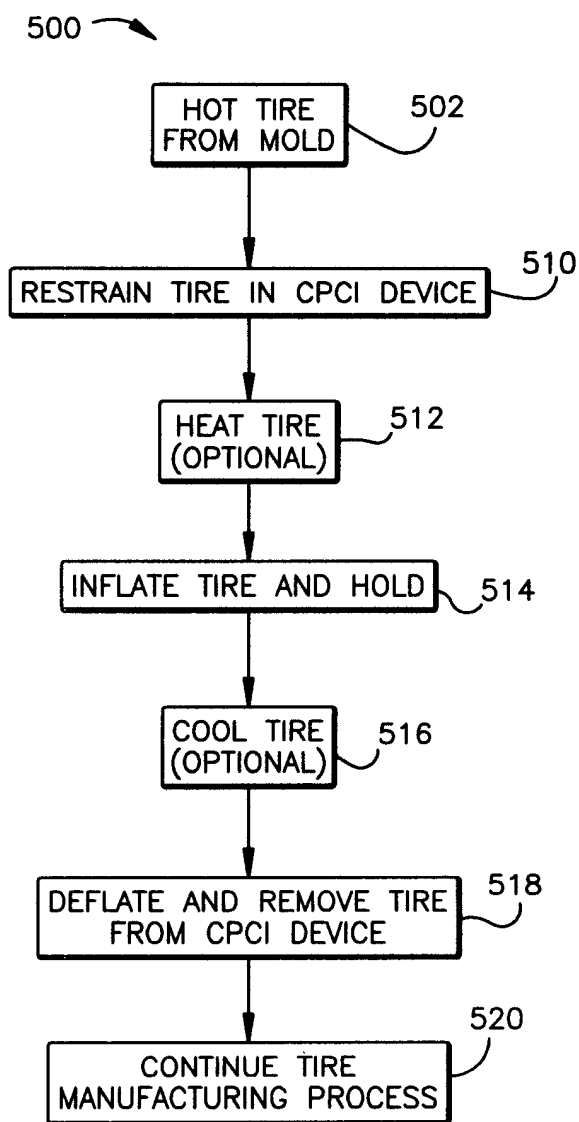 500
HOT TIRE
FROM MOLD
502
RESTRAIN TIRE IN CPCI DEVICE
510
HEAT TIRE
(OPTIONAL)
512
INFLATE TIRE AND HOLD
514
COOL TIRE
(OPTIONAL)
516
DEFLATE AND REMOVE TIRE
FROM CPCI DEVICE
518
CONTINUE TIRE
MANUFACTURING PROCESS
520